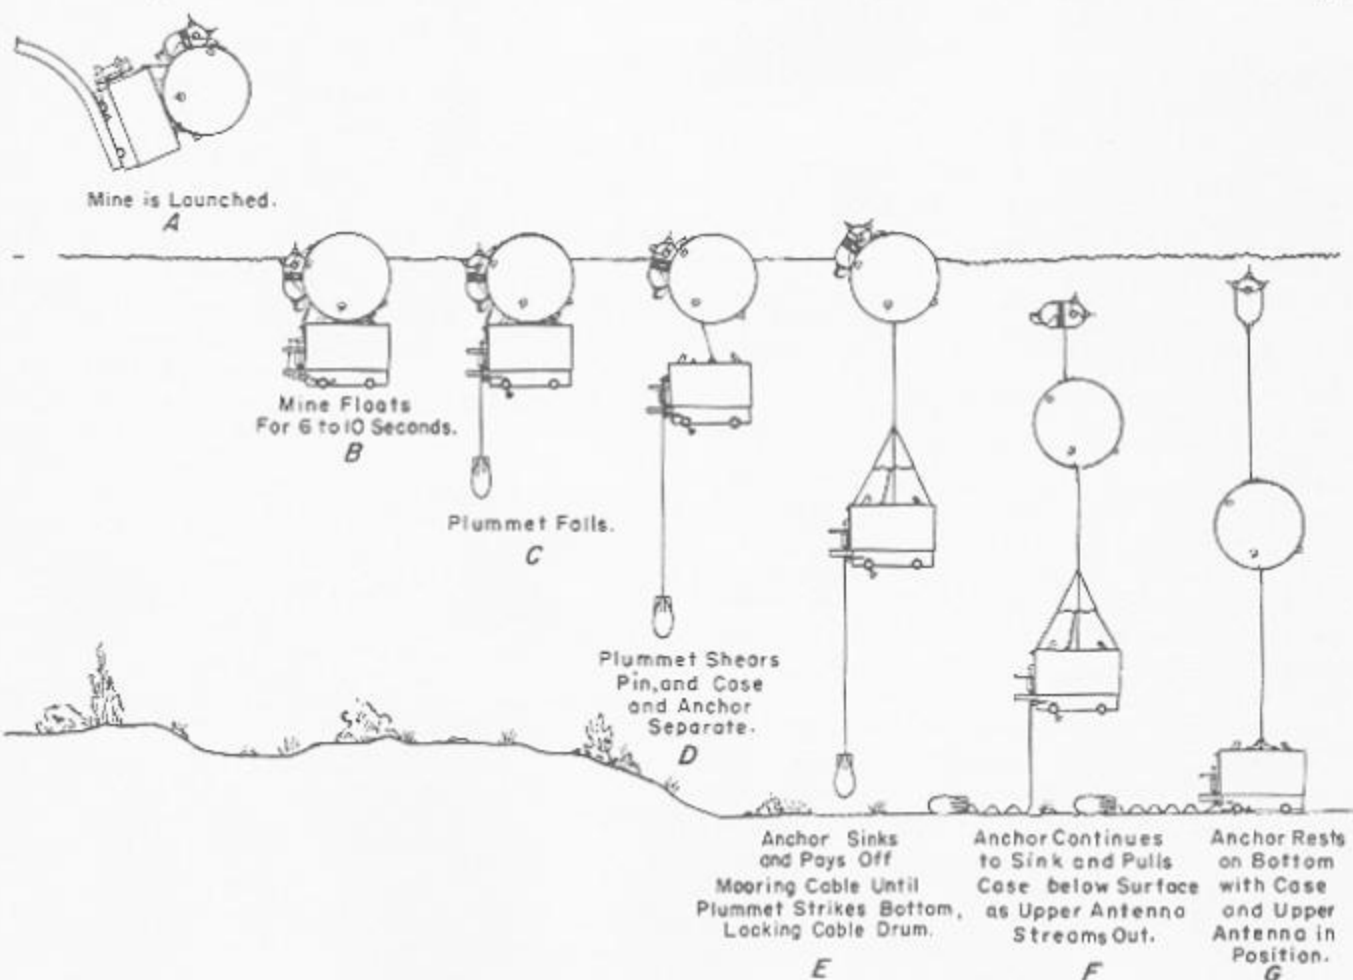 Mine is Launched.
A
Mine Floats
For 6 to 10 Seconds.
B
Plummet Falls.
C
Plummet Shears
Pin, and Case
and Anchor
Separate.
D
Anchor Sinks
and Pays Off
Mooring Cable Until
Plummet Strikes Bottom,
Locking Cable Drum.
E
Anchor Continues
to Sink and Pulls
Case below Surface
as Upper Antenna
Streams Out.
F
Anchor Rests
on Bottom
with Case
and Upper
Antenna in
Position.
G